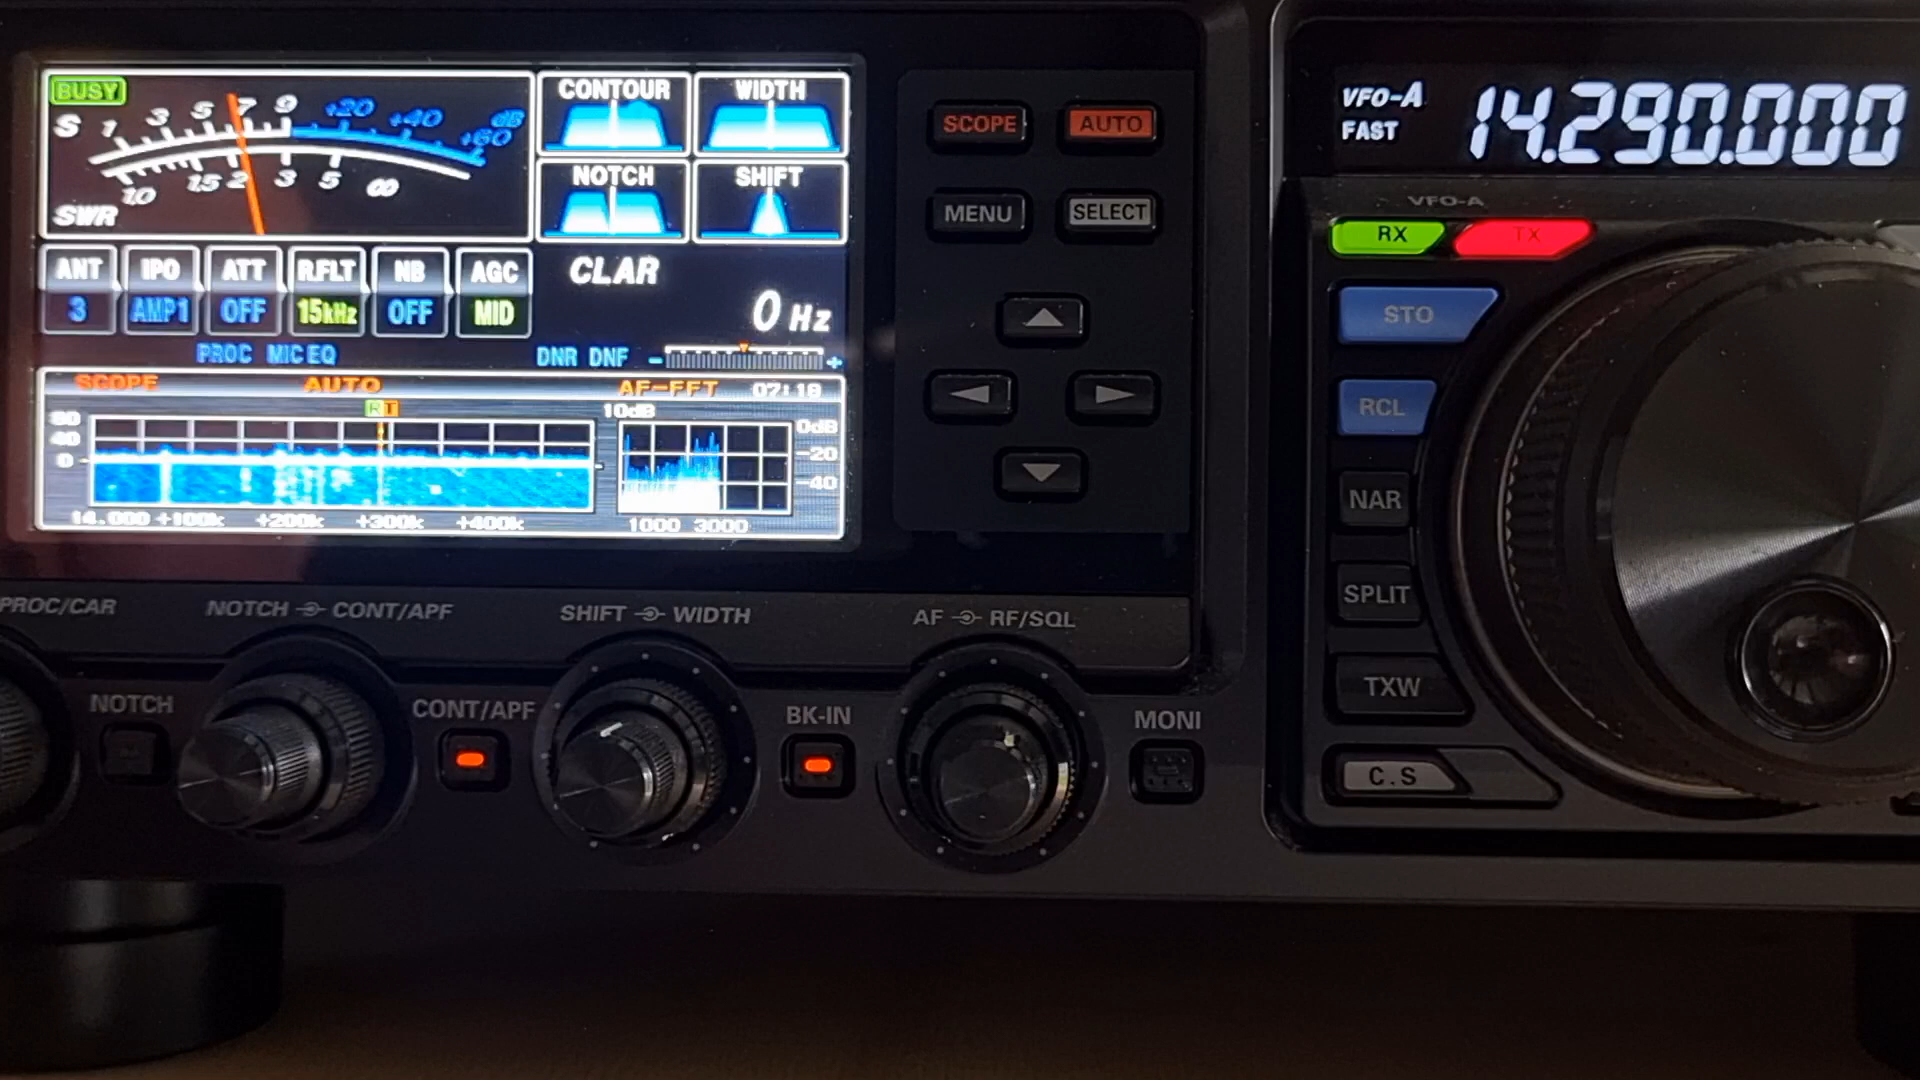 BUSY
S 1 3 5 7 9 +20 +40 +60 dB
1.0 1.5 2 3 5 ∞
SWR
CONTOUR WIDTH
NOTCH SHIFT
ANT IPO ATT R.FLT NB AGC
3 AMP1 OFF 15kHz OFF MID
CLAR
0 Hz
PROC MIC EQ DNR DNF - +
SCOPE AUTO AF-FFT 07:18
R T 10dB
80
40
0
0dB
-20
-40
14.000 +100k +200k +300k +400k
1000 3000
SCOPE AUTO
MENU SELECT
VFO-A 14.290.000
FAST
VFO-A
RX TX
STO
RCL
NAR
SPLIT
TXW
C.S
PROC/CAR NOTCH CONT/APF SHIFT WIDTH AF RF/SQL
NOTCH CONT/APF BK-IN MONI